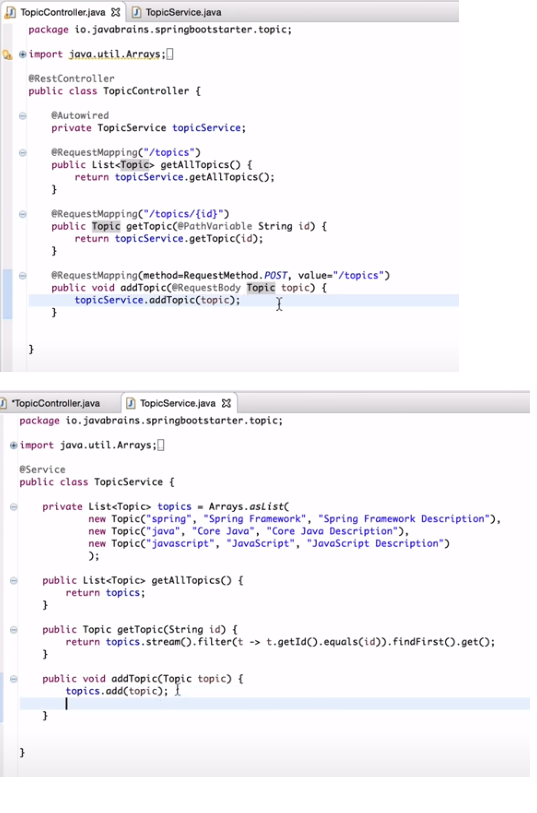 TopicController.java TopicService.java
package io.javabrains.springbootstarter.topic;
import java.util.Arrays;
@RestController
public class TopicController {
@Autowired
private TopicService topicService;
@RequestMapping("/topics")
public List<Topic> getAllTopics() {
return topicService.getAllTopics();
}
@RequestMapping("/topics/{id}")
public Topic getTopic(@PathVariable String id) {
return topicService.getTopic(id);
}
@RequestMapping(method=RequestMethod.POST, value="/topics")
public void addTopic(@RequestBody Topic topic) {
topicService.addTopic(topic);
}
}
*TopicController.java TopicService.java
package io.javabrains.springbootstarter.topic;
import java.util.Arrays;
@Service
public class TopicService {
private List<Topic> topics = Arrays.asList(
new Topic("spring", "Spring Framework", "Spring Framework Description"),
new Topic("java", "Core Java", "Core Java Description"),
new Topic("javascript", "JavaScript", "JavaScript Description")
);
public List<Topic> getAllTopics() {
return topics;
}
public Topic getTopic(String id) {
return topics.stream().filter(t -> t.getId().equals(id)).findFirst().get();
}
public void addTopic(Topic topic) {
topics.add(topic);
}
}